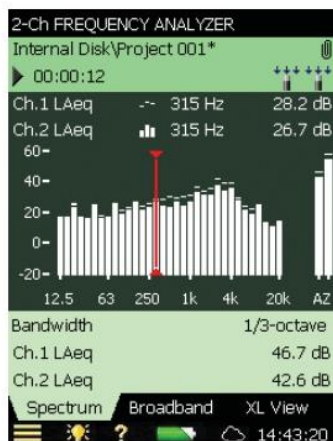 2-Ch FREQUENCY ANALYZER
Internal Disk\Project 001*
00:00:12
Ch.1 LAeq 315 Hz 28.2 dB
Ch.2 LAeq 315 Hz 26.7 dB
60
40
20
0
-20
12.5 63 250 1k 4k 20k AZ
Bandwidth 1/3-octave
Ch.1 LAeq 46.7 dB
Ch.2 LAeq 42.6 dB
Spectrum Broadband XL View
? 14:43:20